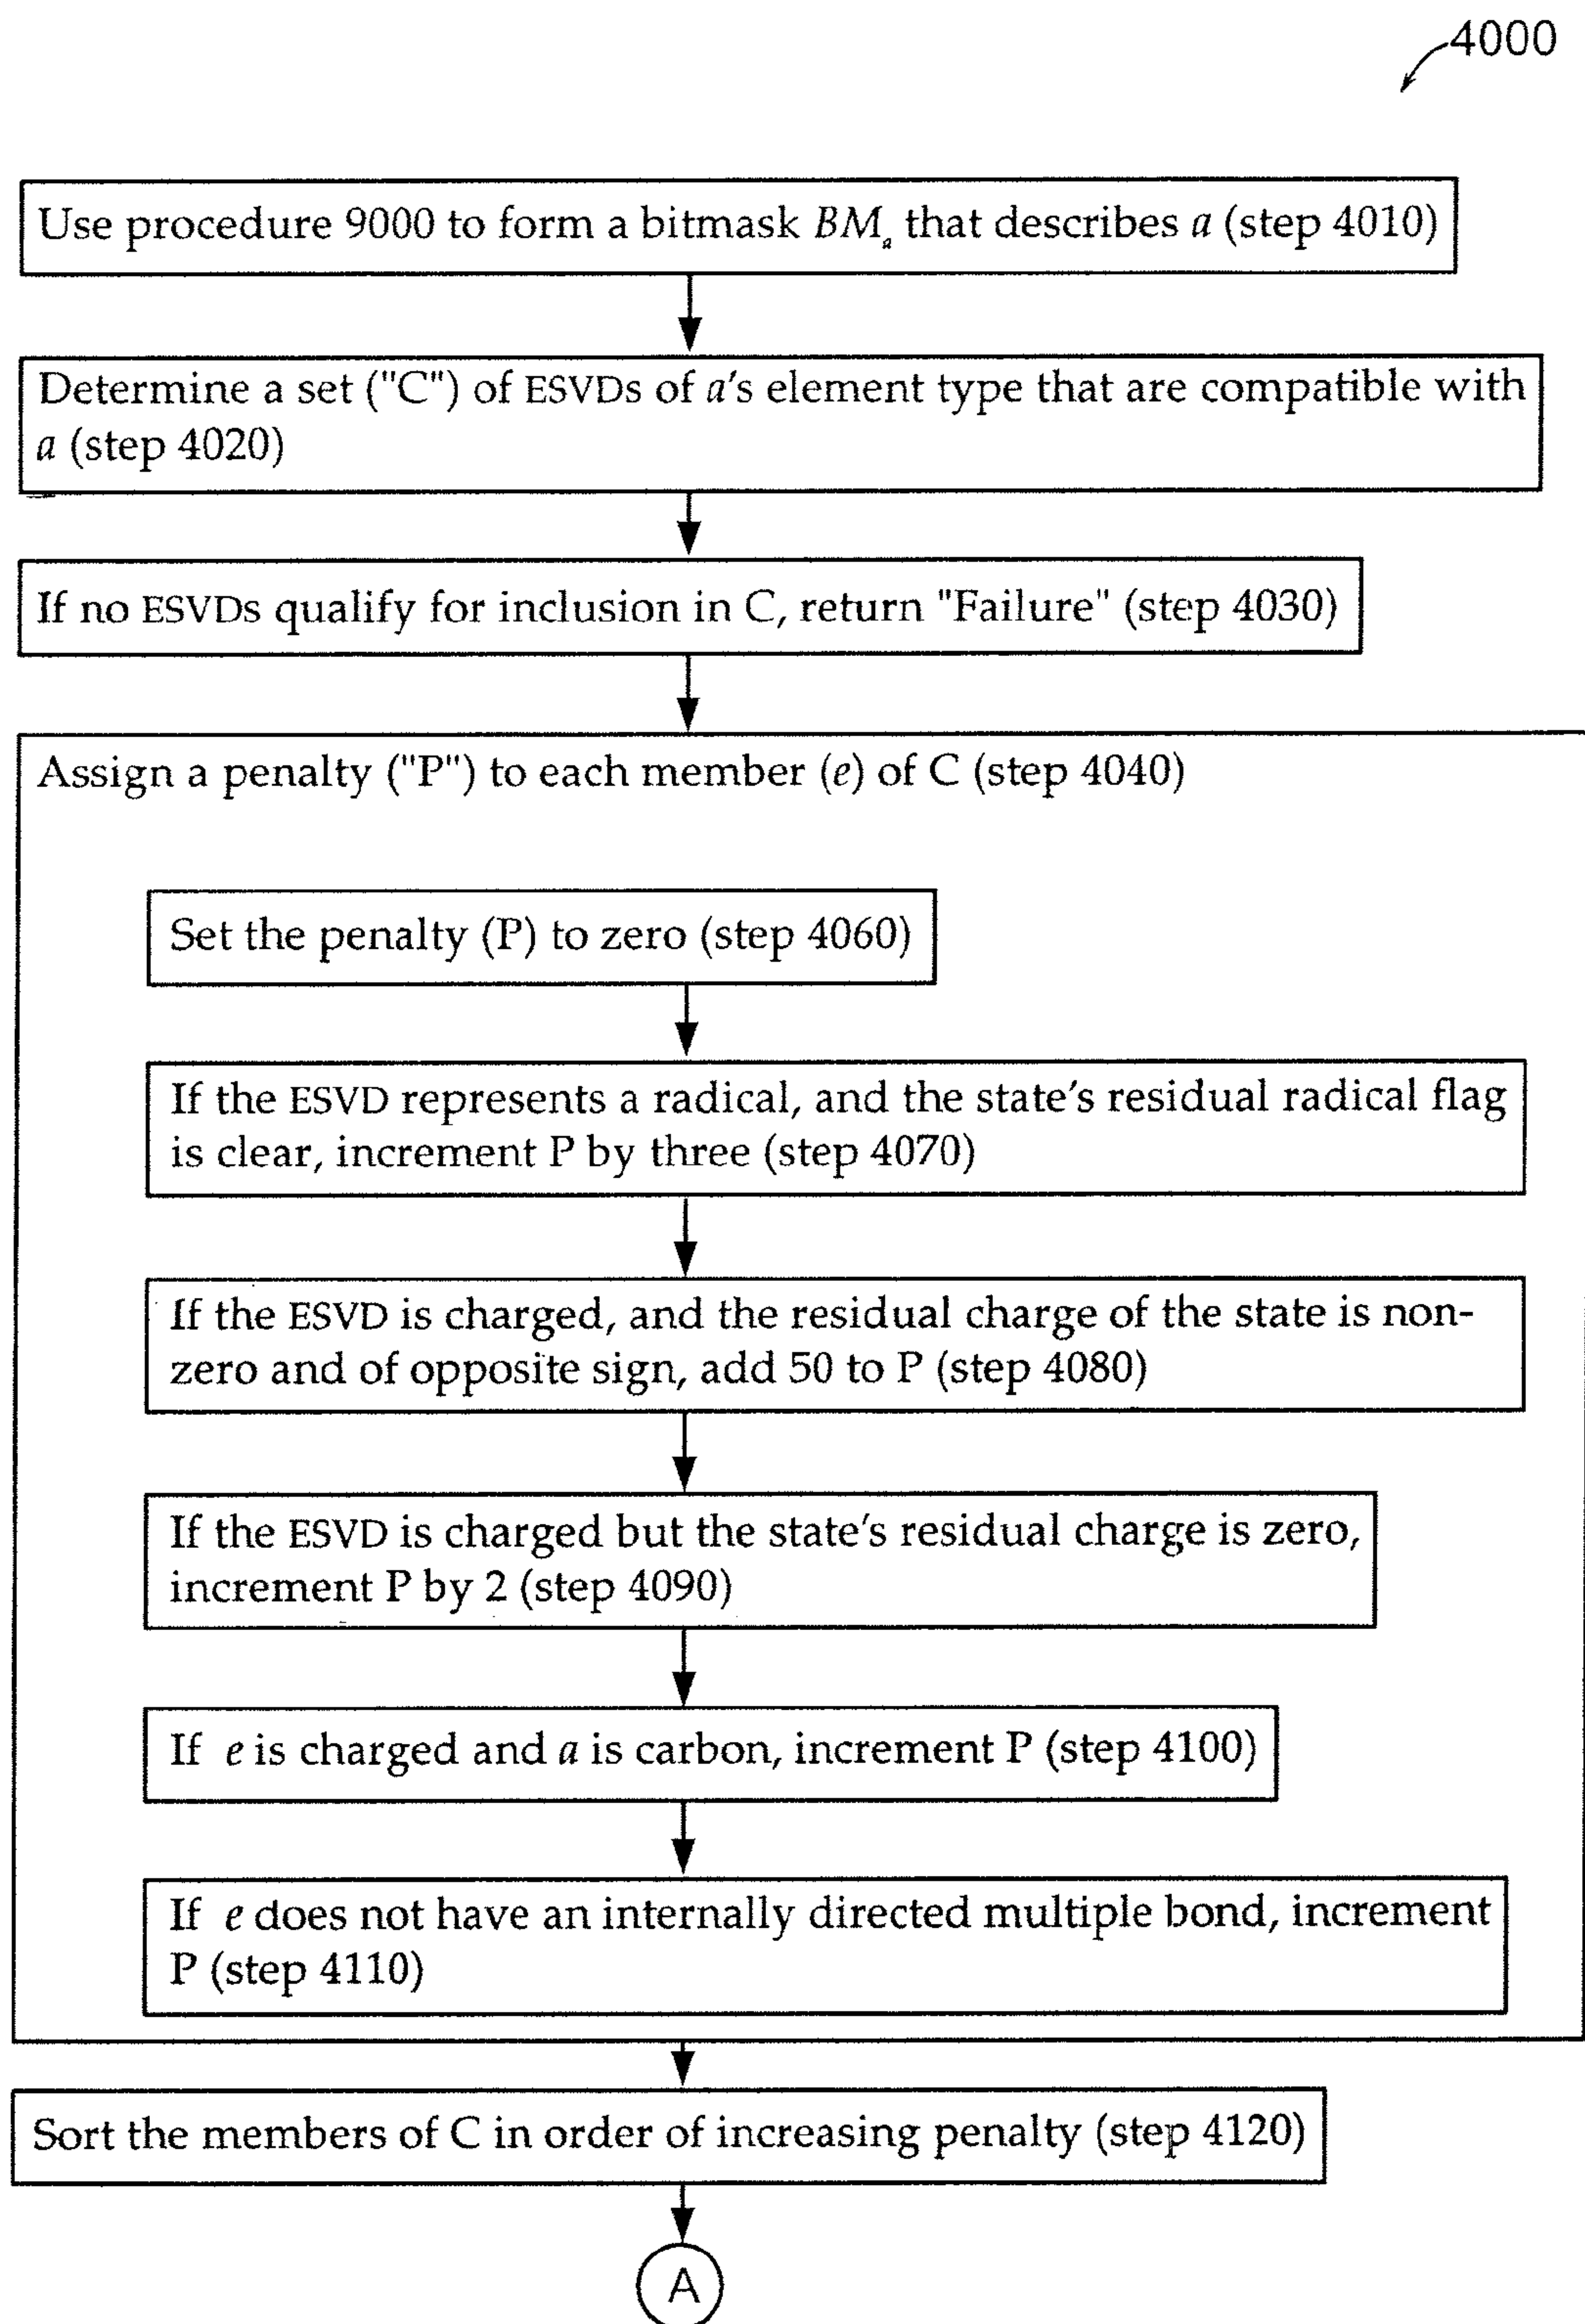 4000
Use procedure 9000 to form a bitmask BMₐ that describes a (step 4010)
Determine a set ("C") of ESVDs of a's element type that are compatible with
a (step 4020)
If no ESVDs qualify for inclusion in C, return "Failure" (step 4030)
Assign a penalty ("P") to each member (e) of C (step 4040)
Set the penalty (P) to zero (step 4060)
If the ESVD represents a radical, and the state's residual radical flag
is clear, increment P by three (step 4070)
If the ESVD is charged, and the residual charge of the state is non-
zero and of opposite sign, add 50 to P (step 4080)
If the ESVD is charged but the state's residual charge is zero,
increment P by 2 (step 4090)
If e is charged and a is carbon, increment P (step 4100)
If e does not have an internally directed multiple bond, increment
P (step 4110)
Sort the members of C in order of increasing penalty (step 4120)
A